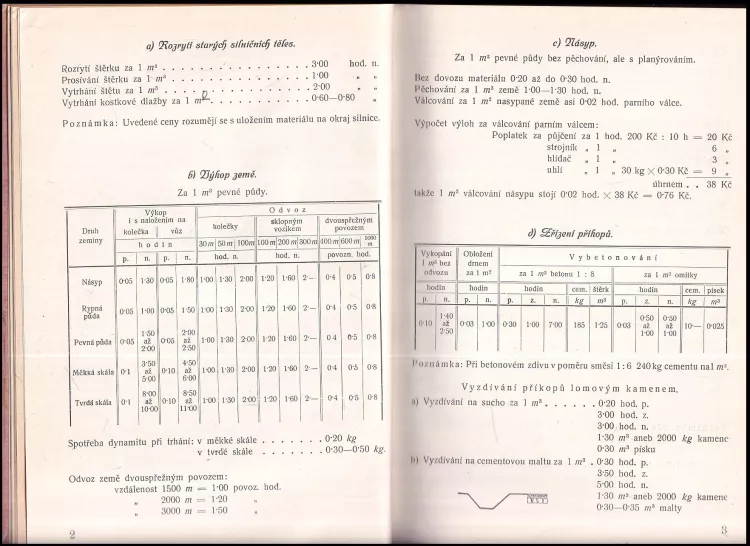 a) Rozrytí starých silničních těles.
Rozrytí štěrku za 1 m³ . . . . . . . . . . . . . . . . . 3·00 hod. n.
Prosívání štěrku za 1 m³ . . . . . . . . . . . . . . . 1·00 „ „
Vytrhání štětu za 1 m³ . . . . . . . . . . . . . . . . 2·00 „ „
Vytrhání kostkové dlažby za 1 m² . . . . . . . . . . . 0·60—0·80 „
Poznámka: Uvedené ceny rozumějí se s uložením materiálu na okraj silnice.
b) Výkop země.
Za 1 m³ pevné půdy.
Druh zeminy | Výkop i s naložením na | Odvoz
kolečka | vůz | kolečky | sklopným vozíkem | dvouspřežným povozem
hodin | 30 m | 50 m | 100 m | 100 m | 200 m | 300 m | 400 m | 600 m | 1000 m
p. | n. | p. | n. | hod. n. | hod. n. | povozn. hod.
Násyp | 0·05 | 1·30 | 0·05 | 1·80 | 1·00 | 1·30 | 2·00 | 1·20 | 1·60 | 2·— | 0·4 | 0·5 | 0·8
Rypná půda | 0·05 | 1·00 | 0·05 | 1·50 | 1·00 | 1·30 | 2·00 | 1·20 | 1·60 | 2·— | 0·4 | 0·5 | 0·8
Pevná půda | 0·05 | 1·50 až 2·00 | 0·05 | 2·00 až 2·50 | 1·00 | 1·30 | 2·00 | 1·20 | 1·60 | 2·— | 0·4 | 0·5 | 0·8
Měkká skála | 0·1 | 3·50 až 5·00 | 0·10 | 4·50 až 6·00 | 1·00 | 1·30 | 2·00 | 1·20 | 1·60 | 2·— | 0·4 | 0·5 | 0·8
Tvrdá skála | 0·1 | 8·00 až 10·00 | 0·10 | 8·50 až 11·00 | 1·00 | 1·30 | 2·00 | 1·20 | 1·60 | 2·— | 0·4 | 0·5 | 0·8
Spotřeba dynamitu při trhání: v měkké skále . . . . . . . 0·20 kg
v tvrdé skále . . . . . . . 0·30—0·50 kg.
Odvoz země dvouspřežným povozem:
vzdálenost 1500 m = 1·00 povoz. hod.
„ 2000 m = 1·20 „
„ 3000 m = 1·50 „
2
c) Násyp.
Za 1 m³ pevné půdy bez pěchování, ale s planýrováním.
Bez dovozu materiálu 0·20 až do 0·30 hod. n.
Pěchování za 1 m³ země 1·00—1·30 hod. n.
Válcování za 1 m³ nasypané země asi 0·02 hod. parního válce.
Výpočet výloh za válcování parním válcem:
Poplatek za půjčení za 1 hod. 200 Kč : 10 h = 20 Kč
strojník „ 1 „ 6 „
hlídač „ 1 „ 3 „
uhlí „ 1 „ 30 kg × 0·30 Kč = 9 „
úhrnem . . 38 Kč
takže 1 m³ válcování násypu stojí 0·02 hod. × 38 Kč = 0·76 Kč.
d) Zřízení příkopů.
Vykopání 1 m³ bez odvozu | Obložení drnem za 1 m² | Vybetonování
za 1 m³ betonu 1 : 8 | za 1 m² omítky
hodin | hodin | hodin | cem. | štěrk | hodin | cem. | písek
p. | n. | p. | n. | p. | z. | n. | kg | m³ | p. | z. | n. | kg | m³
0·10 | 1·40 až 2·50 | 0·03 | 1·00 | 0·30 | 1·00 | 7·00 | 185 | 1·25 | 0·03 | 0·50 až 1·00 | 0·50 až 1·00 | 10·— | 0·025
Poznámka: Při betonovém zdivu v poměru směsi 1 : 6 240 kg cementu na 1 m³.
Vyzdívání příkopů lomovým kamenem.
a) Vyzdívání na sucho za 1 m³ . . . . . . 0·20 hod. p.
3·00 hod. z.
3·00 hod. n.
1·30 m³ aneb 2000 kg kamene
0·30 m³ písku
b) Vyzdívání na cementovou maltu za 1 m³ . 0·30 hod. p.
3·50 hod. z.
5·00 hod. n.
1·30 m³ aneb 2000 kg kamene
0·30—0·35 m³ malty
3